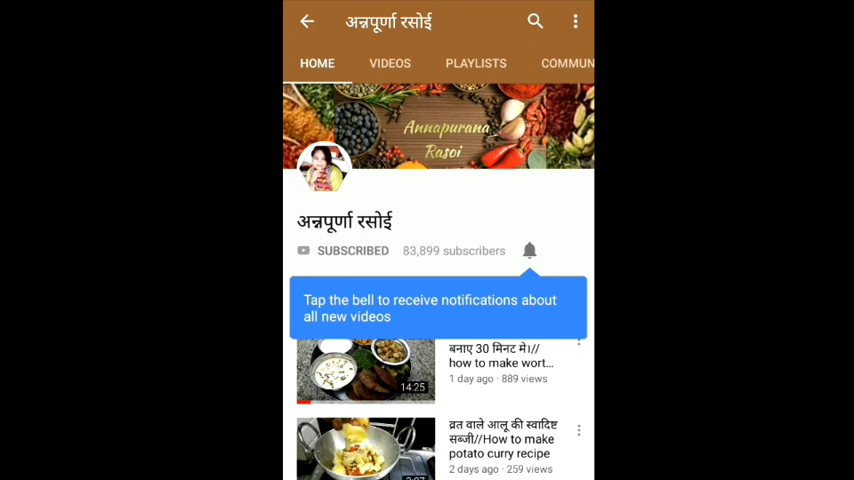 अन्नपूर्णा रसोई
HOME VIDEOS PLAYLISTS COMMUN
Annapurana
Rasoi
अन्नपूर्णा रसोई
SUBSCRIBED 83,899 subscribers
Tap the bell to receive notifications about
all new videos
बनाए 30 मिनट मे।//
how to make wort...
1 day ago · 889 views
14:25
व्रत वाले आलू की स्वादिष्ट
सब्जी//How to make
potato curry recipe
2 days ago · 259 views